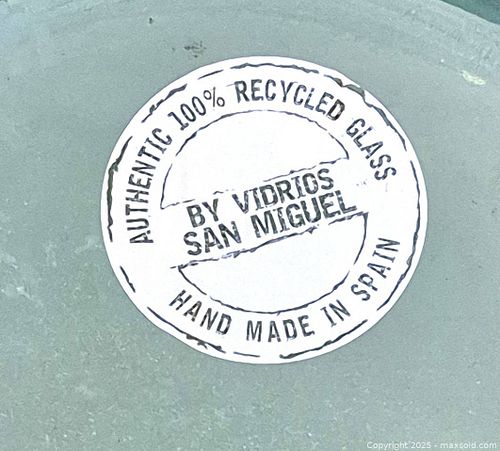 AUTHENTIC 100% RECYCLED GLASS
BY VIDRIOS
SAN MIGUEL
HAND MADE IN SPAIN
Copyright 2025 - maxsold.com